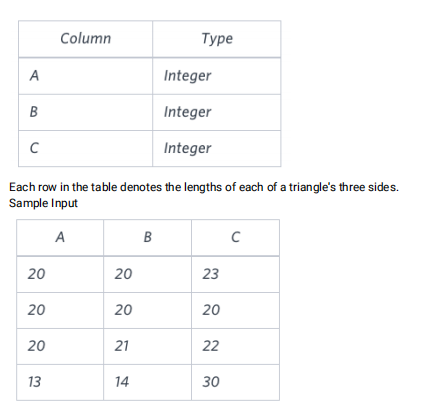 Column Type
A Integer
B Integer
C Integer
Each row in the table denotes the lengths of each of a triangle's three sides.
Sample Input
A B C
20 20 23
20 20 20
20 21 22
13 14 30